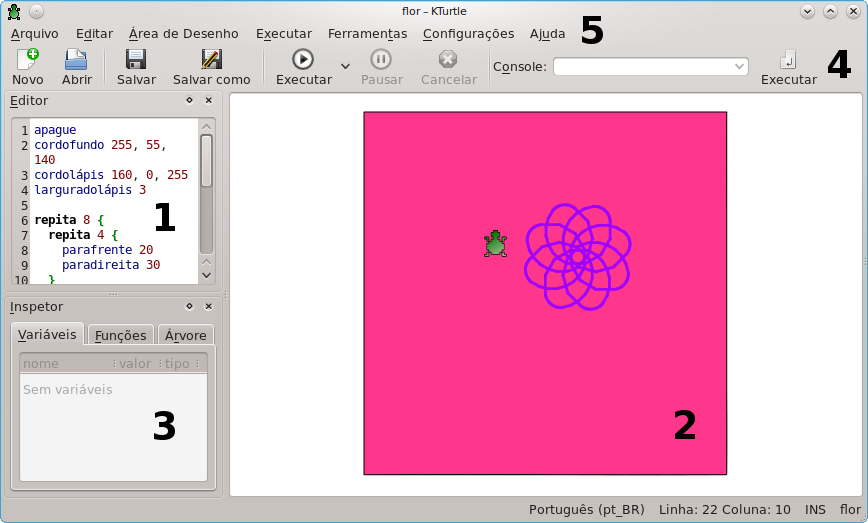 flor – KTurtle
Arquivo Editar Área de Desenho Executar Ferramentas Configurações Ajuda 5
Novo Abrir Salvar Salvar como Executar Pausar Cancelar Console: Executar 4
Editor
1 apague
2 cordofundo 255, 55,
140
3 cordolápis 160, 0, 255
4 larguradolápis 3
5
6 repita 8 {
7 repita 4 {
8 parafrente 20
9 paradireita 30
10 }
1
Inspetor
Variáveis Funções Árvore
nome valor tipo
Sem variáveis
3
2
Português (pt_BR) Linha: 22 Coluna: 10 INS flor